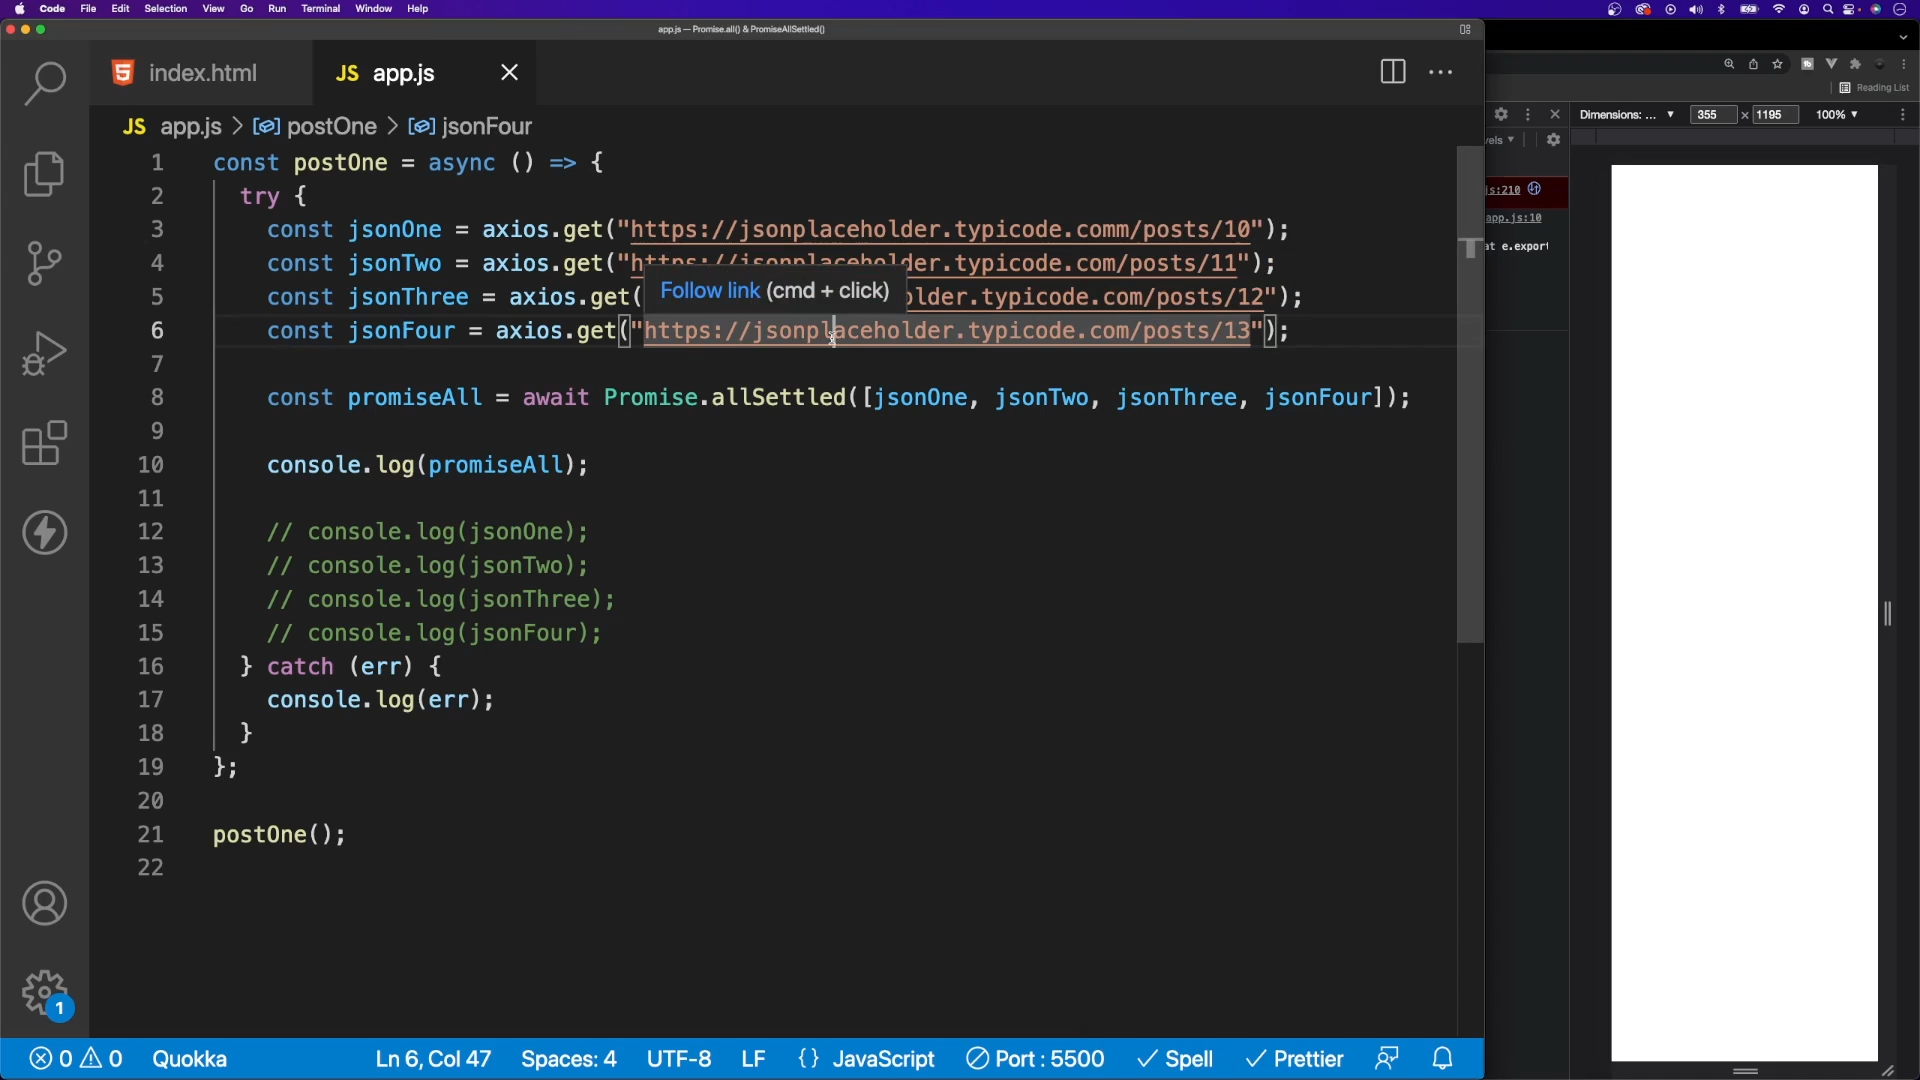 Code File Edit Selection View Go Run Terminal Window Help
app.js — Promise.all() & PromiseAllSettled()
index.html
JS app.js
JS app.js > postOne > jsonFour
1 const postOne = async () => {
2 try {
3 const jsonOne = axios.get("https://jsonplaceholder.typicode.comm/posts/10");
4 const jsonTwo = axios.get("https://jsonplaceholder.typicode.com/posts/11");
Follow link (cmd + click)
5 const jsonThree = axios.get( lder.typicode.com/posts/12");
6 const jsonFour = axios.get("https://jsonplaceholder.typicode.com/posts/13");
7
8 const promiseAll = await Promise.allSettled([jsonOne, jsonTwo, jsonThree, jsonFour]);
9
10 console.log(promiseAll);
11
12 // console.log(jsonOne);
13 // console.log(jsonTwo);
14 // console.log(jsonThree);
15 // console.log(jsonFour);
16 } catch (err) {
17 console.log(err);
18 }
19 };
20
21 postOne();
22
1
0 0 Quokka Ln 6, Col 47 Spaces: 4 UTF-8 LF {} JavaScript Port : 5500 Spell Prettier
Reading List
Dimensions: ... 355 × 1195 100%
vels
js:210
app.js:10
at e.export